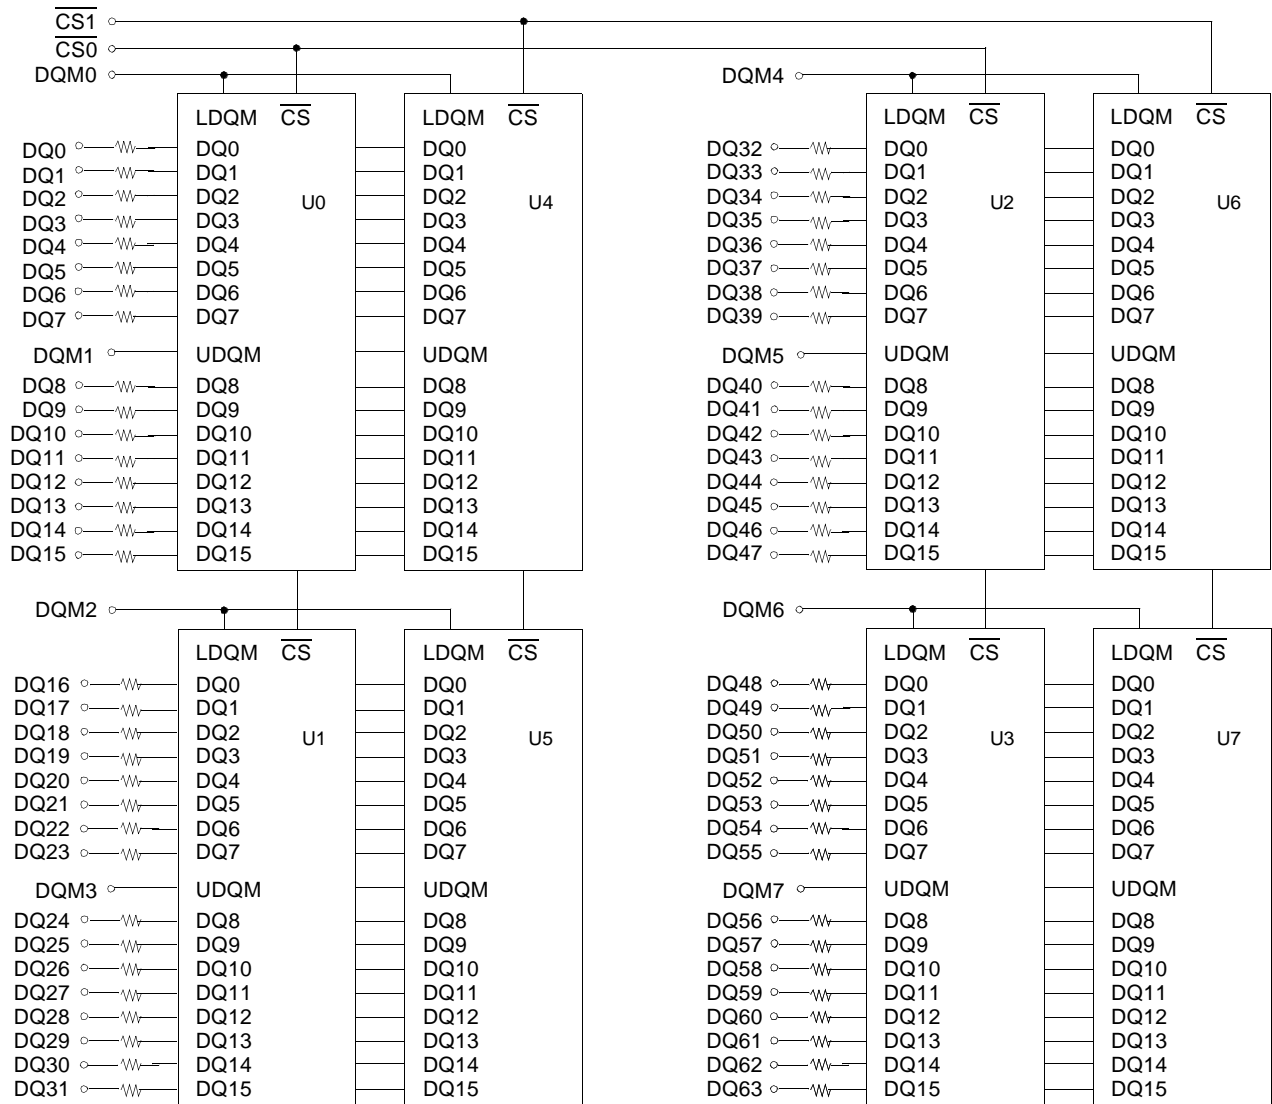 CS1
CS0
DQM0 DQM4
LDQM CS LDQM CS LDQM CS LDQM CS
DQ0 DQ0 DQ0 DQ32 DQ0 DQ0
DQ1 DQ1 DQ1 DQ33 DQ1 DQ1
DQ2 DQ2 U0 DQ2 U4 DQ34 DQ2 U2 DQ2 U6
DQ3 DQ3 DQ3 DQ35 DQ3 DQ3
DQ4 DQ4 DQ4 DQ36 DQ4 DQ4
DQ5 DQ5 DQ5 DQ37 DQ5 DQ5
DQ6 DQ6 DQ6 DQ38 DQ6 DQ6
DQ7 DQ7 DQ7 DQ39 DQ7 DQ7
DQM1 UDQM UDQM DQM5 UDQM UDQM
DQ8 DQ8 DQ8 DQ40 DQ8 DQ8
DQ9 DQ9 DQ9 DQ41 DQ9 DQ9
DQ10 DQ10 DQ10 DQ42 DQ10 DQ10
DQ11 DQ11 DQ11 DQ43 DQ11 DQ11
DQ12 DQ12 DQ12 DQ44 DQ12 DQ12
DQ13 DQ13 DQ13 DQ45 DQ13 DQ13
DQ14 DQ14 DQ14 DQ46 DQ14 DQ14
DQ15 DQ15 DQ15 DQ47 DQ15 DQ15
DQM2 DQM6
LDQM CS LDQM CS LDQM CS LDQM CS
DQ16 DQ0 DQ0 DQ48 DQ0 DQ0
DQ17 DQ1 DQ1 DQ49 DQ1 DQ1
DQ18 DQ2 U1 DQ2 U5 DQ50 DQ2 U3 DQ2 U7
DQ19 DQ3 DQ3 DQ51 DQ3 DQ3
DQ20 DQ4 DQ4 DQ52 DQ4 DQ4
DQ21 DQ5 DQ5 DQ53 DQ5 DQ5
DQ22 DQ6 DQ6 DQ54 DQ6 DQ6
DQ23 DQ7 DQ7 DQ55 DQ7 DQ7
DQM3 UDQM UDQM DQM7 UDQM UDQM
DQ24 DQ8 DQ8 DQ56 DQ8 DQ8
DQ25 DQ9 DQ9 DQ57 DQ9 DQ9
DQ26 DQ10 DQ10 DQ58 DQ10 DQ10
DQ27 DQ11 DQ11 DQ59 DQ11 DQ11
DQ28 DQ12 DQ12 DQ60 DQ12 DQ12
DQ29 DQ13 DQ13 DQ61 DQ13 DQ13
DQ30 DQ14 DQ14 DQ62 DQ14 DQ14
DQ31 DQ15 DQ15 DQ63 DQ15 DQ15